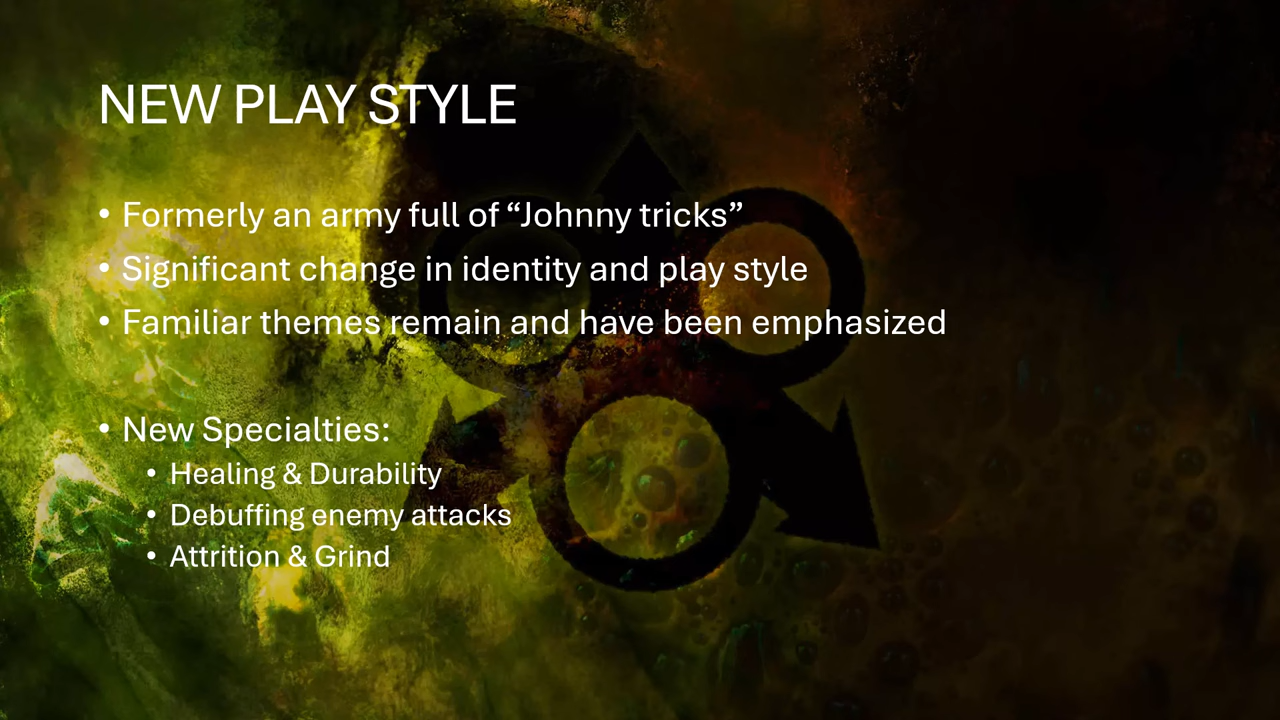 NEW PLAY STYLE
• Formerly an army full of “Johnny tricks”
• Significant change in identity and play style
• Familiar themes remain and have been emphasized
• New Specialties:
• Healing & Durability
• Debuffing enemy attacks
• Attrition & Grind